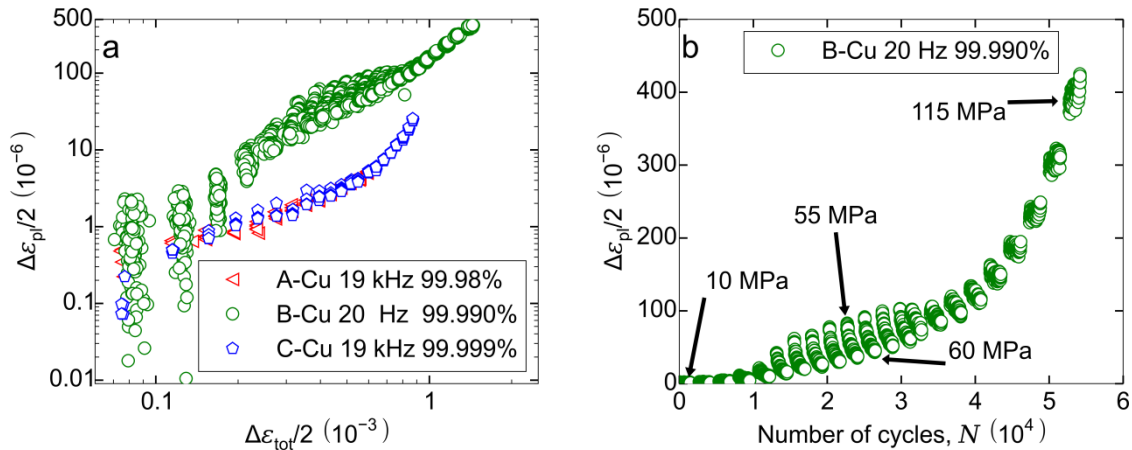 a
500
100
10
1
0.1
0.01
Δε_pl/2 (10⁻⁶)
A-Cu 19 kHz 99.98%
B-Cu 20 Hz 99.990%
C-Cu 19 kHz 99.999%
0.1 1
Δε_tot/2 (10⁻³)
b
B-Cu 20 Hz 99.990%
500
400
300
200
100
0
Δε_pl/2 (10⁻⁶)
115 MPa
55 MPa
10 MPa
60 MPa
0 1 2 3 4 5 6
Number of cycles, N (10⁴)